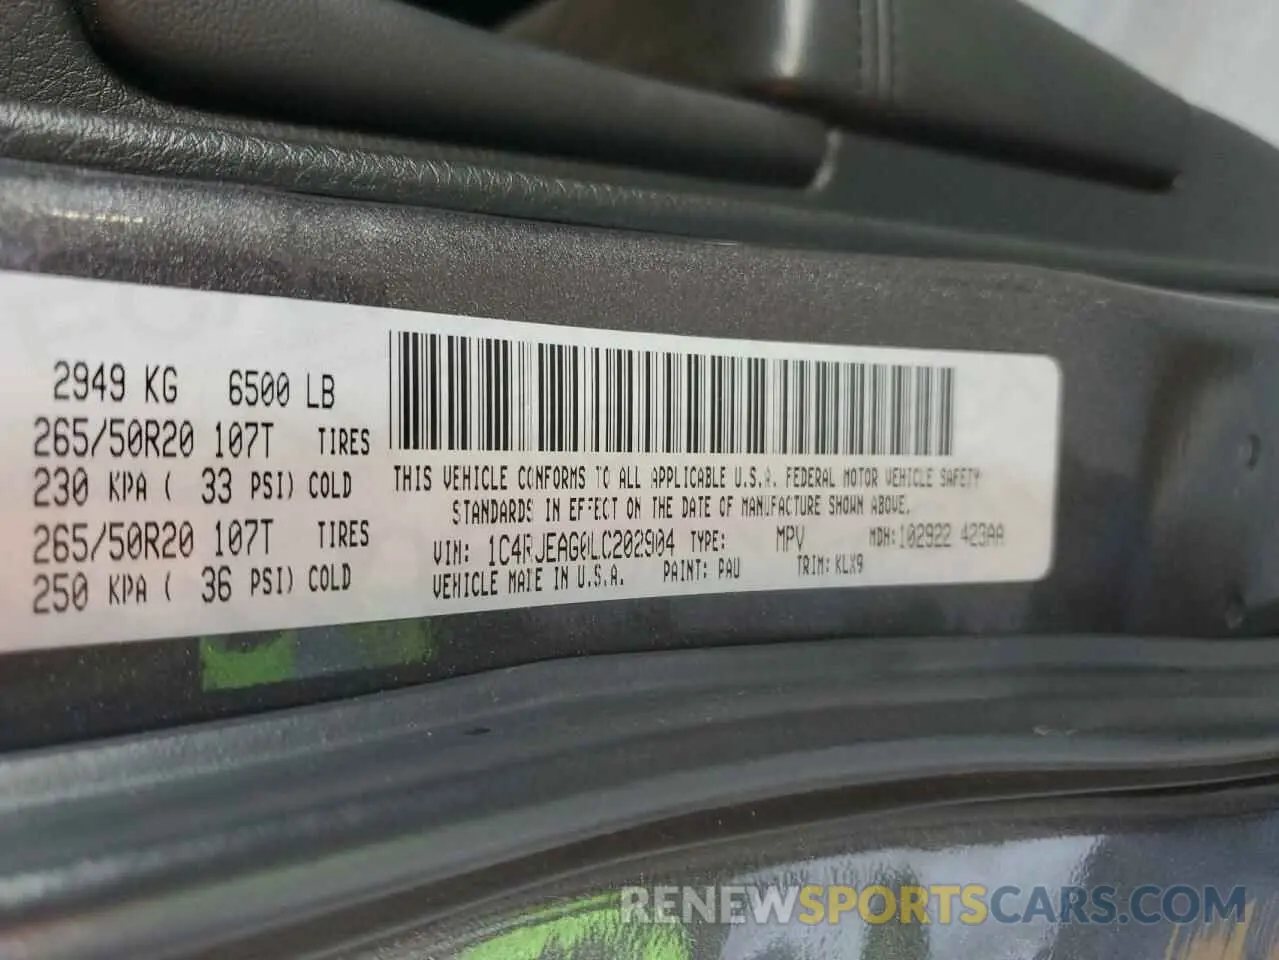 2949 KG 6500 LB
265/50R20 107T TIRES
230 KPA ( 33 PSI) COLD
265/50R20 107T TIRES
250 KPA ( 36 PSI) COLD
THIS VEHICLE CONFORMS TO ALL APPLICABLE U.S.A. FEDERAL MOTOR VEHICLE SAFETY
STANDARDS IN EFFECT ON THE DATE OF MANUFACTURE SHOWN ABOVE.
VIN: 1C4RJEAG0LC202904 TYPE: MPV MDH:102922 423AA
VEHICLE MADE IN U.S.A. PAINT: PAU TRIM: KLX9
RENEWSPORTSCARS.COM